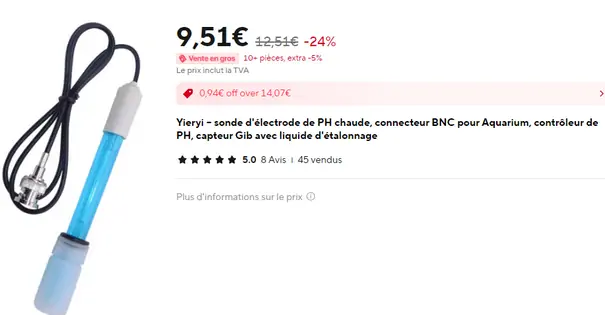 9,51€ 12,51€ -24%
Vente en gros 10+ pièces, extra -5%
Le prix inclut la TVA
0,94€ off over 14,07€
Yieryi – sonde d'électrode de PH chaude, connecteur BNC pour Aquarium, contrôleur de
PH, capteur Gib avec liquide d'étalonnage
5.0 8 Avis | 45 vendus
Plus d'informations sur le prix